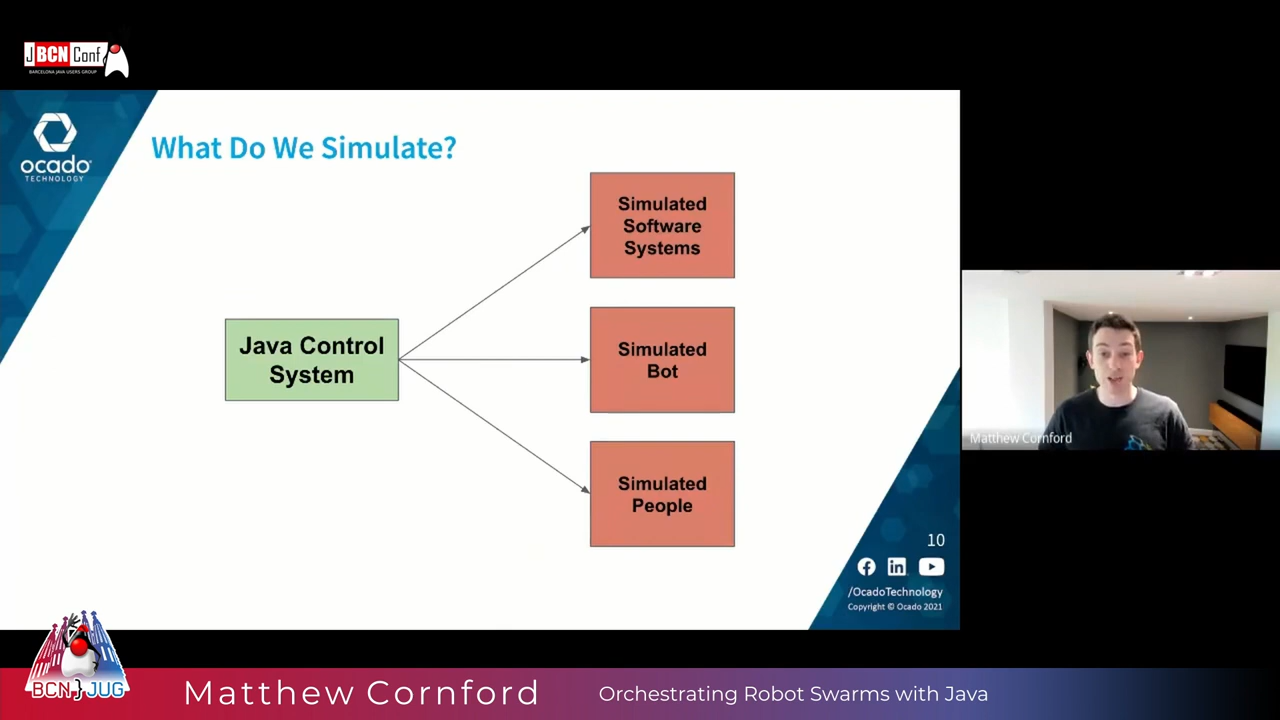 JBCNConf
BARCELONA JAVA USERS GROUP
ocado
TECHNOLOGY
What Do We Simulate?
Simulated
Software
Systems
Java Control
System
Simulated
Bot
Simulated
People
Matthew Cornford
10
/OcadoTechnology
Copyright © Ocado 2021
BCN}JUG
Matthew Cornford
Orchestrating Robot Swarms with Java